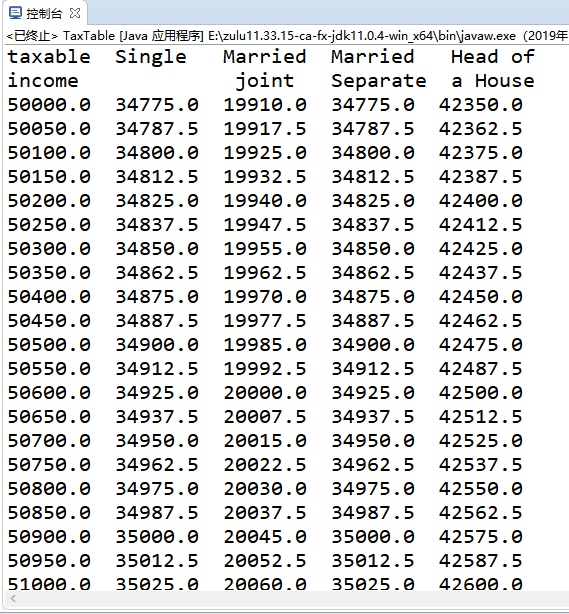 控制台
<已终止> TaxTable [Java 应用程序] E:\zulu11.33.15-ca-fx-jdk11.0.4-win_x64\bin\javaw.exe (2019年
taxable Single Married Married Head of
income joint Separate a House
50000.0 34775.0 19910.0 34775.0 42350.0
50050.0 34787.5 19917.5 34787.5 42362.5
50100.0 34800.0 19925.0 34800.0 42375.0
50150.0 34812.5 19932.5 34812.5 42387.5
50200.0 34825.0 19940.0 34825.0 42400.0
50250.0 34837.5 19947.5 34837.5 42412.5
50300.0 34850.0 19955.0 34850.0 42425.0
50350.0 34862.5 19962.5 34862.5 42437.5
50400.0 34875.0 19970.0 34875.0 42450.0
50450.0 34887.5 19977.5 34887.5 42462.5
50500.0 34900.0 19985.0 34900.0 42475.0
50550.0 34912.5 19992.5 34912.5 42487.5
50600.0 34925.0 20000.0 34925.0 42500.0
50650.0 34937.5 20007.5 34937.5 42512.5
50700.0 34950.0 20015.0 34950.0 42525.0
50750.0 34962.5 20022.5 34962.5 42537.5
50800.0 34975.0 20030.0 34975.0 42550.0
50850.0 34987.5 20037.5 34987.5 42562.5
50900.0 35000.0 20045.0 35000.0 42575.0
50950.0 35012.5 20052.5 35012.5 42587.5
51000.0 35025.0 20060.0 35025.0 42600.0